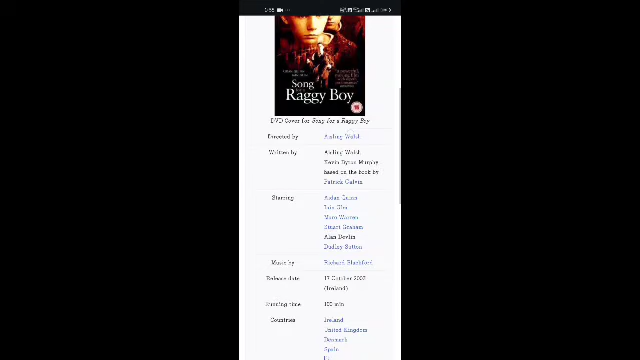 Song
for a
Raggy Boy
15
DVD Cover for Song for a Raggy Boy
Directed by Aisling Walsh
Written by Aisling Walsh
Kevin Byron Murphy
based on the book by
Patrick Galvin
Starring Aidan Quinn
Iain Glen
Marc Warren
Stuart Graham
Alan Devlin
Dudley Sutton
Music by Richard Blackford
Release date 17 October 2003
(Ireland)
Running time 100 min
Countries Ireland
United Kingdom
Denmark
Spain